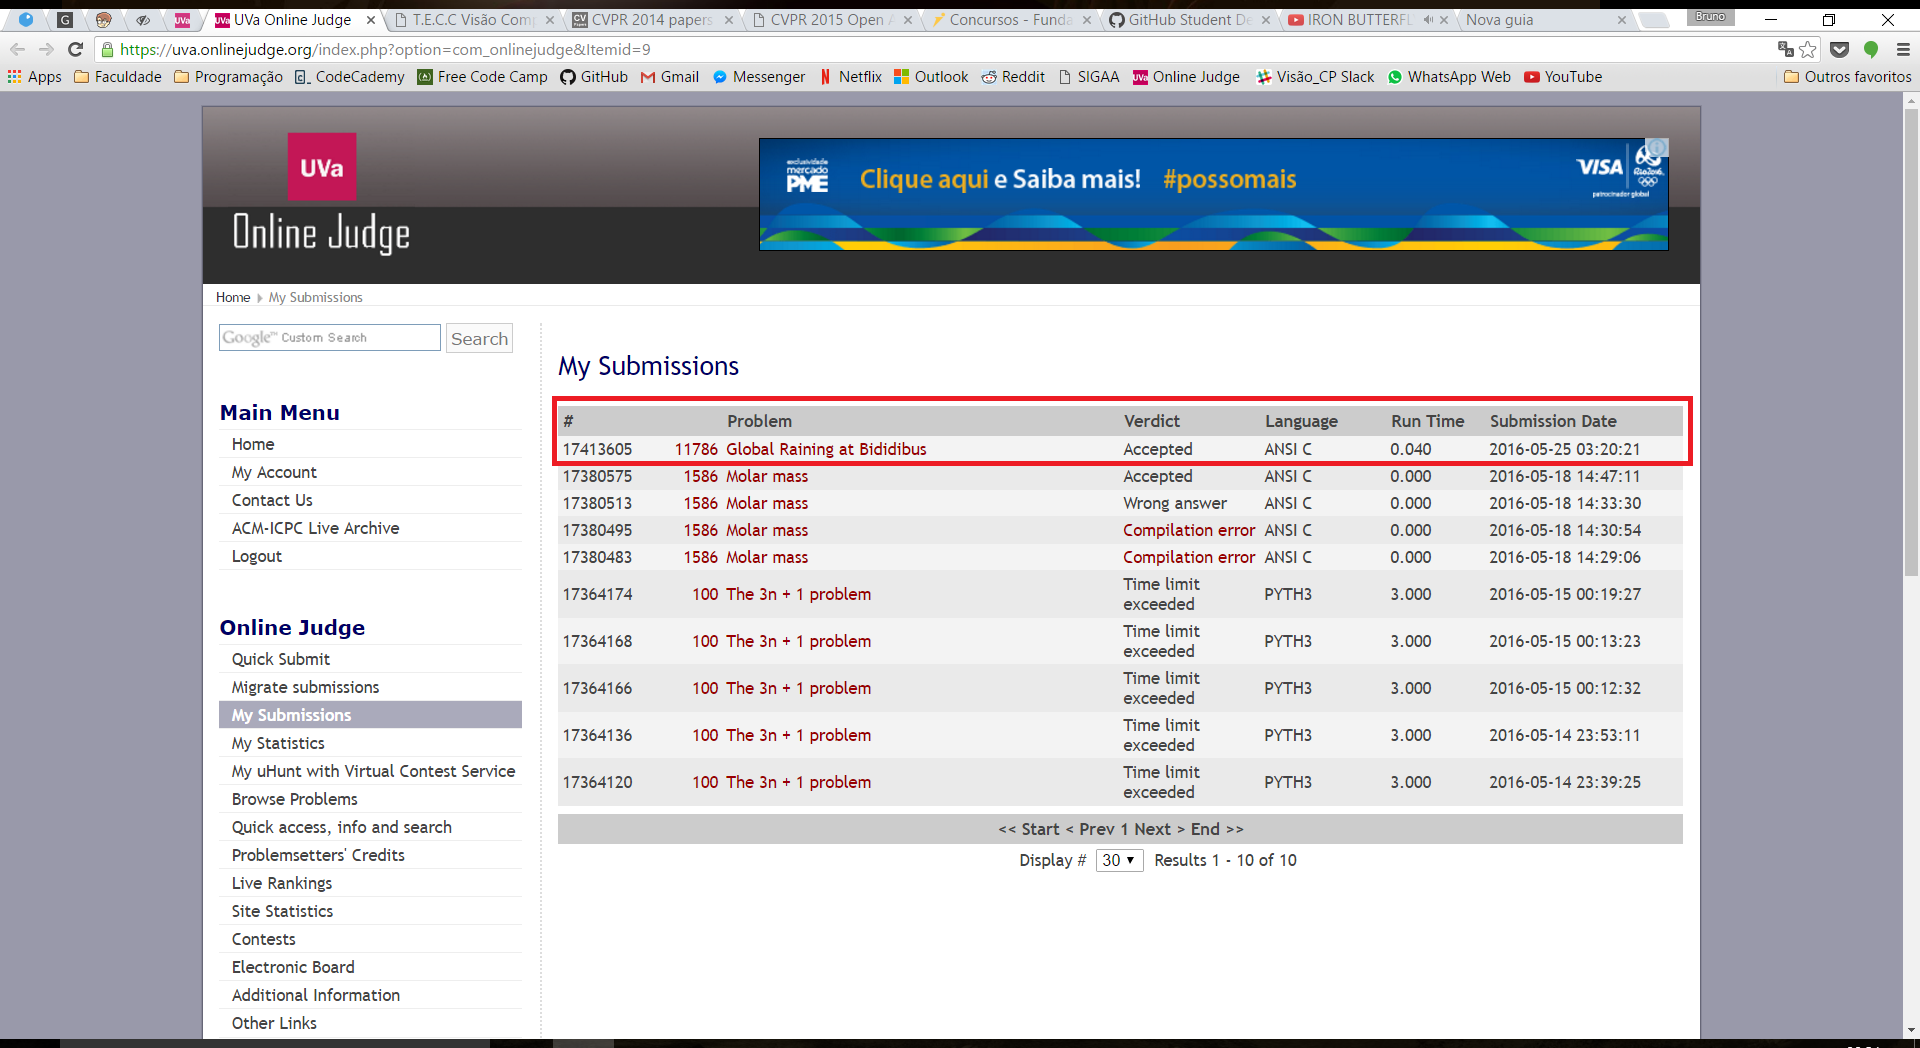 UVa Online Judge
T.E.C.C Visão Comp
CVPR 2014 papers
CVPR 2015 Open A
Concursos - Funda
GitHub Student De
IRON BUTTERFL
Nova guia
Bruno
https://uva.onlinejudge.org/index.php?option=com_onlinejudge&Itemid=9
Apps
Faculdade
Programação
CodeCademy
Free Code Camp
GitHub
Gmail
Messenger
Netflix
Outlook
Reddit
SIGAA
UVa Online Judge
Visão_CP Slack
WhatsApp Web
YouTube
Outros favoritos
UVa
Online Judge
exclusividade
mercado
PME
Clique aqui e Saiba mais! #possomais
VISA
Rio2016
patrocinador global
Home My Submissions
Google™ Custom Search
Search
Main Menu
Home
My Account
Contact Us
ACM-ICPC Live Archive
Logout
Online Judge
Quick Submit
Migrate submissions
My Submissions
My Statistics
My uHunt with Virtual Contest Service
Browse Problems
Quick access, info and search
Problemsetters' Credits
Live Rankings
Site Statistics
Contests
Electronic Board
Additional Information
Other Links
My Submissions
# Problem Verdict Language Run Time Submission Date
17413605 11786 Global Raining at Bididibus Accepted ANSI C 0.040 2016-05-25 03:20:21
17380575 1586 Molar mass Accepted ANSI C 0.000 2016-05-18 14:47:11
17380513 1586 Molar mass Wrong answer ANSI C 0.000 2016-05-18 14:33:30
17380495 1586 Molar mass Compilation error ANSI C 0.000 2016-05-18 14:30:54
17380483 1586 Molar mass Compilation error ANSI C 0.000 2016-05-18 14:29:06
17364174 100 The 3n + 1 problem Time limit exceeded PYTH3 3.000 2016-05-15 00:19:27
17364168 100 The 3n + 1 problem Time limit exceeded PYTH3 3.000 2016-05-15 00:13:23
17364166 100 The 3n + 1 problem Time limit exceeded PYTH3 3.000 2016-05-15 00:12:32
17364136 100 The 3n + 1 problem Time limit exceeded PYTH3 3.000 2016-05-14 23:53:11
17364120 100 The 3n + 1 problem Time limit exceeded PYTH3 3.000 2016-05-14 23:39:25
<< Start < Prev 1 Next > End >>
Display # 30 Results 1 - 10 of 10